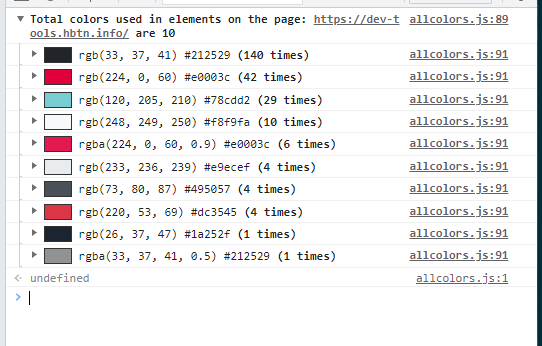 Total colors used in elements on the page: https://dev-t allcolors.js:89
ools.hbtn.info/ are 10
rgb(33, 37, 41) #212529 (140 times) allcolors.js:91
rgb(224, 0, 60) #e0003c (42 times) allcolors.js:91
rgb(120, 205, 210) #78cdd2 (29 times) allcolors.js:91
rgb(248, 249, 250) #f8f9fa (10 times) allcolors.js:91
rgba(224, 0, 60, 0.9) #e0003c (6 times) allcolors.js:91
rgb(233, 236, 239) #e9ecef (4 times) allcolors.js:91
rgb(73, 80, 87) #495057 (4 times) allcolors.js:91
rgb(220, 53, 69) #dc3545 (4 times) allcolors.js:91
rgb(26, 37, 47) #1a252f (1 times) allcolors.js:91
rgba(33, 37, 41, 0.5) #212529 (1 times) allcolors.js:91
undefined allcolors.js:1